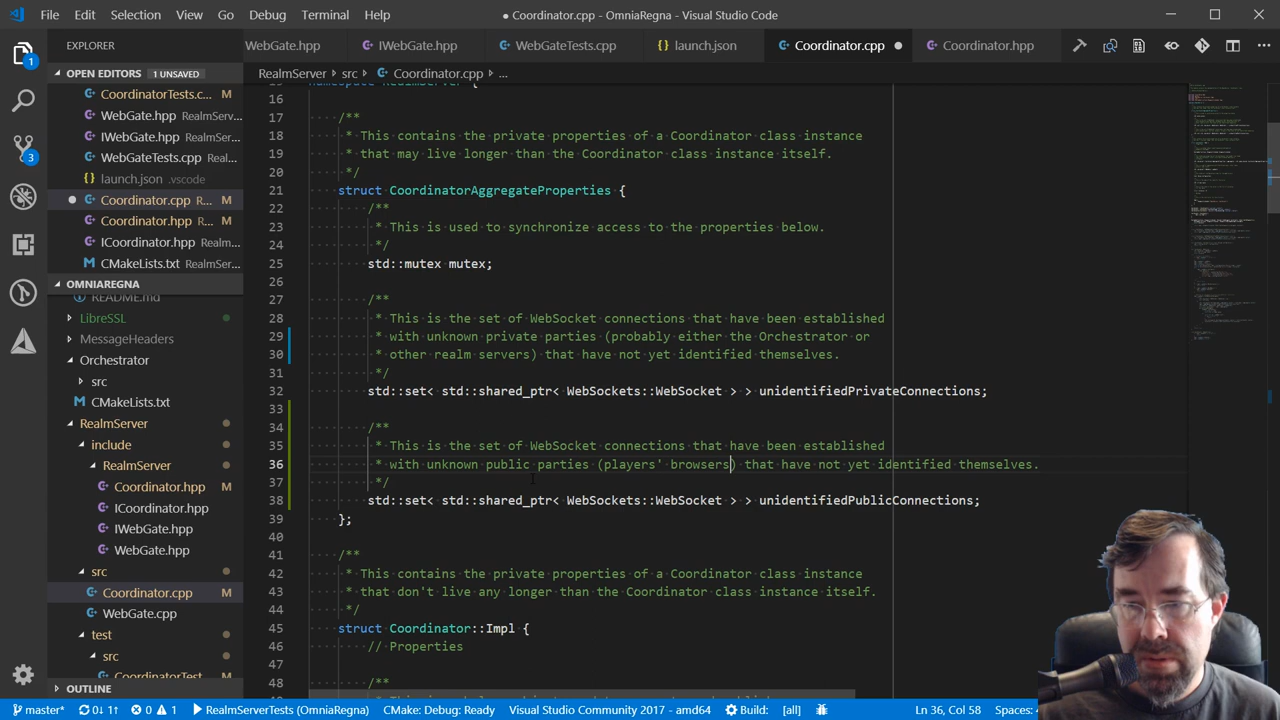 File Edit Selection View Go Debug Terminal Help
● Coordinator.cpp - OmniaRegna - Visual Studio Code
EXPLORER
WebGate.hpp IWebGate.hpp WebGateTests.cpp launch.json Coordinator.cpp ● Coordinator.hpp
OPEN EDITORS 1 UNSAVED
RealmServer › src › Coordinator.cpp › ...
CoordinatorTests.c... M
WebGate.hpp RealmServ...
IWebGate.hpp RealmSer...
WebGateTests.cpp Real...
launch.json .vscode
● Coordinator.cpp R... M
Coordinator.hpp R... M
ICoordinator.hpp R... M
CMakeLists.txt RealmSer...
OMNIAREGNA
README.md
LibreSSL
MessageHeaders
Orchestrator
src
CMakeLists.txt
RealmServer
include
RealmServer
Coordinator.hpp M
ICoordinator.hpp M
IWebGate.hpp
WebGate.hpp
src
Coordinator.cpp M
WebGate.cpp
test
src
CoordinatorTest... M
OUTLINE
1
3
16
17 /**
18 * This contains the private properties of a Coordinator class instance
19 * that may live longer than the Coordinator class instance itself.
20 */
21 struct CoordinatorAggregateProperties {
22 /**
23 * This is used to synchronize access to the properties below.
24 */
25 std::mutex mutex;
26
27 /**
28 * This is the set of WebSocket connections that have been established
29 * with unknown private parties (probably either the Orchestrator or
30 * other realm servers) that have not yet identified themselves.
31 */
32 std::set< std::shared_ptr< WebSockets::WebSocket > > unidentifiedPrivateConnections;
33
34 /**
35 * This is the set of WebSocket connections that have been established
36 * with unknown public parties (players' browsers) that have not yet identified themselves.
37 */
38 std::set< std::shared_ptr< WebSockets::WebSocket > > unidentifiedPublicConnections;
39 };
40
41 /**
42 * This contains the private properties of a Coordinator class instance
43 * that don't live any longer than the Coordinator class instance itself.
44 */
45 struct Coordinator::Impl {
46 // Properties
47
48 /**
master* 0↓ 1↑ 0 1 RealmServerTests (OmniaRegna) CMake: Debug: Ready Visual Studio Community 2017 - amd64 Build: [all] Ln 36, Col 58